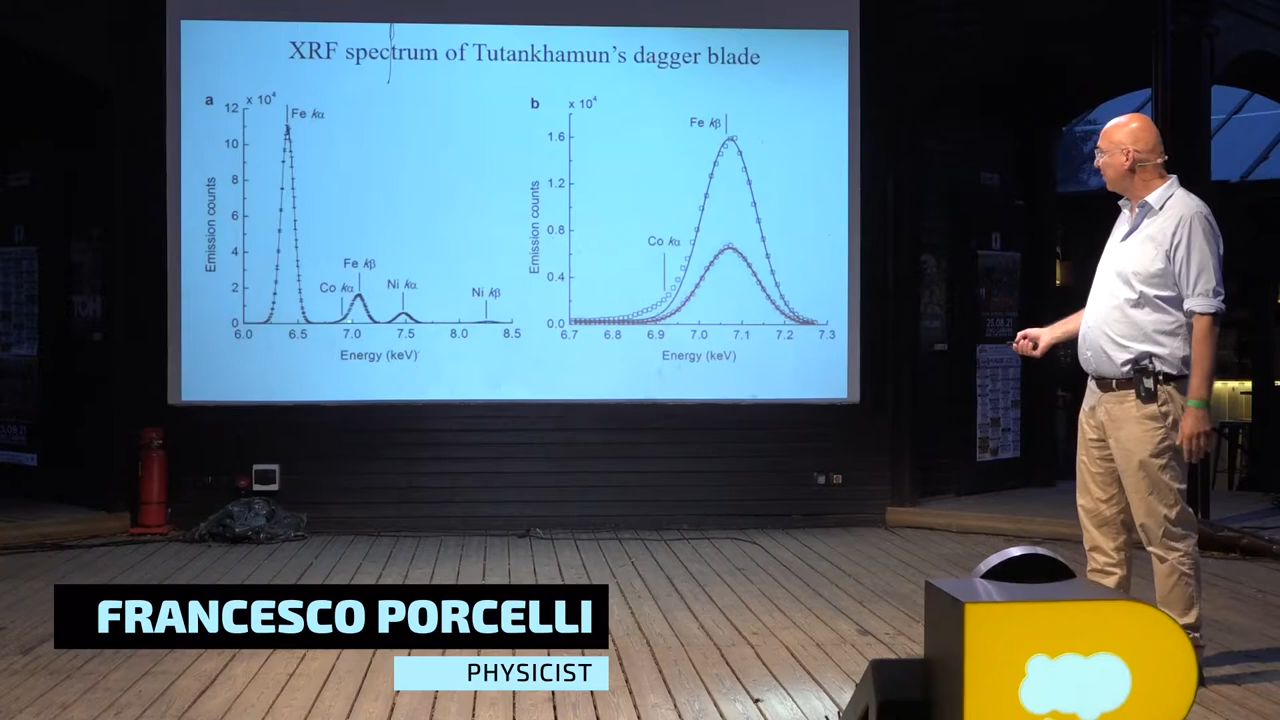 XRF spectrum of Tutankhamun's dagger blade
a
x 10⁴
Fe kα
12
10
8
6
4
2
0
Emission counts
Co kα
Fe kβ
Ni kα
Ni kβ
6.0 6.5 7.0 7.5 8.0 8.5
Energy (keV)
b
x 10⁴
Fe kβ
1.6
1.2
0.8
0.4
0.0
Emission counts
Co kα
6.7 6.8 6.9 7.0 7.1 7.2 7.3
Energy (keV)
25.08.21
FRANCESCO PORCELLI
PHYSICIST